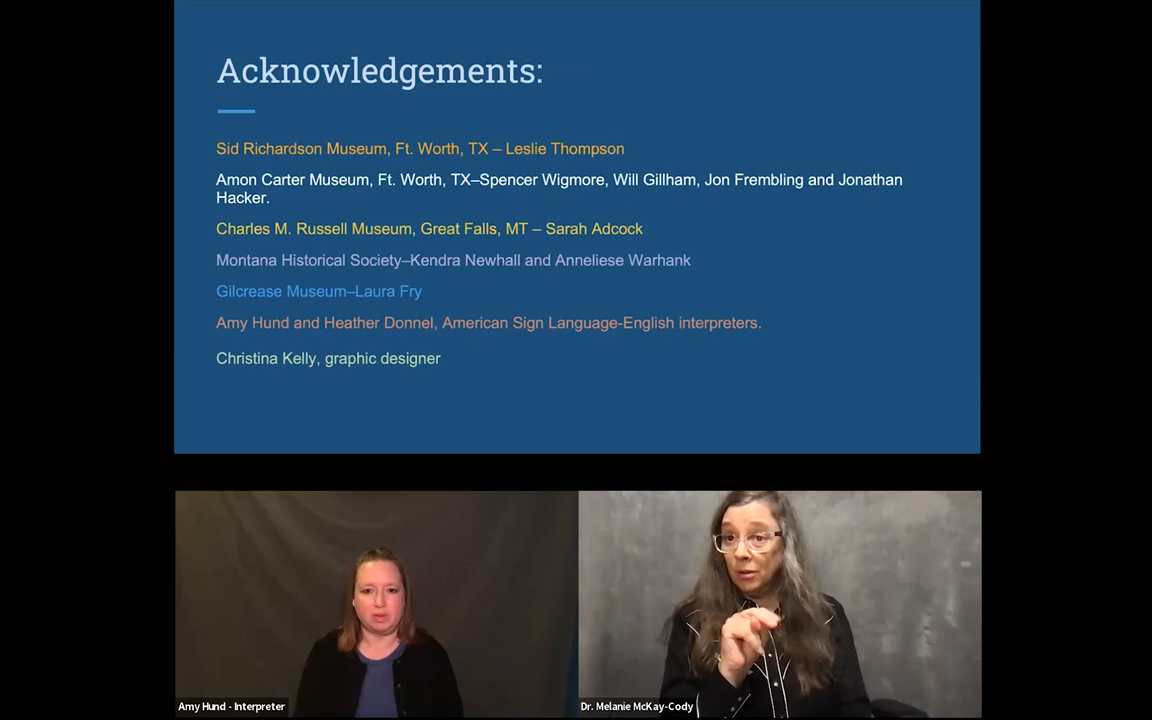 Acknowledgements:
Sid Richardson Museum, Ft. Worth, TX – Leslie Thompson
Amon Carter Museum, Ft. Worth, TX–Spencer Wigmore, Will Gillham, Jon Frembling and Jonathan
Hacker.
Charles M. Russell Museum, Great Falls, MT – Sarah Adcock
Montana Historical Society–Kendra Newhall and Anneliese Warhank
Gilcrease Museum–Laura Fry
Amy Hund and Heather Donnel, American Sign Language-English interpreters.
Christina Kelly, graphic designer
Amy Hund - Interpreter
Dr. Melanie McKay-Cody